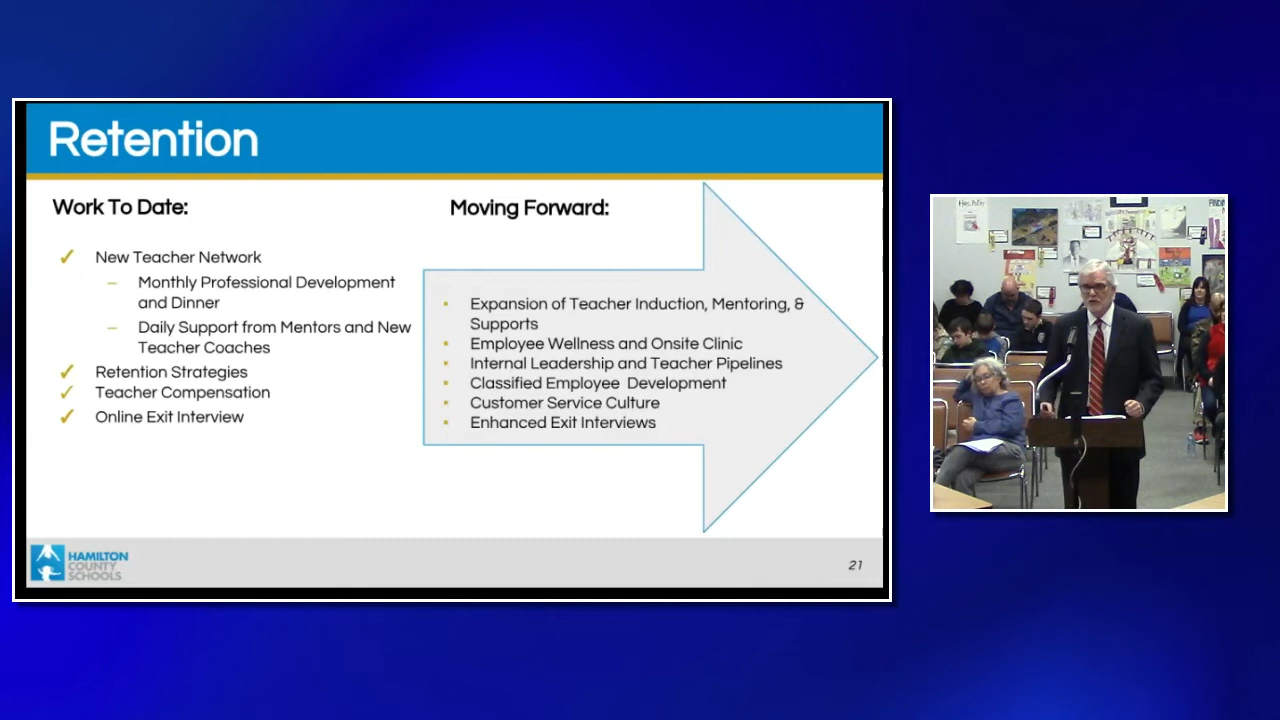 Retention
Work To Date:
✓ New Teacher Network
– Monthly Professional Development
and Dinner
– Daily Support from Mentors and New
Teacher Coaches
✓ Retention Strategies
✓ Teacher Compensation
✓ Online Exit Interview
Moving Forward:
▪ Expansion of Teacher Induction, Mentoring, &
Supports
▪ Employee Wellness and Onsite Clinic
▪ Internal Leadership and Teacher Pipelines
▪ Classified Employee  Development
▪ Customer Service Culture
▪ Enhanced Exit Interviews
HAMILTON
COUNTY
SCHOOLS
21